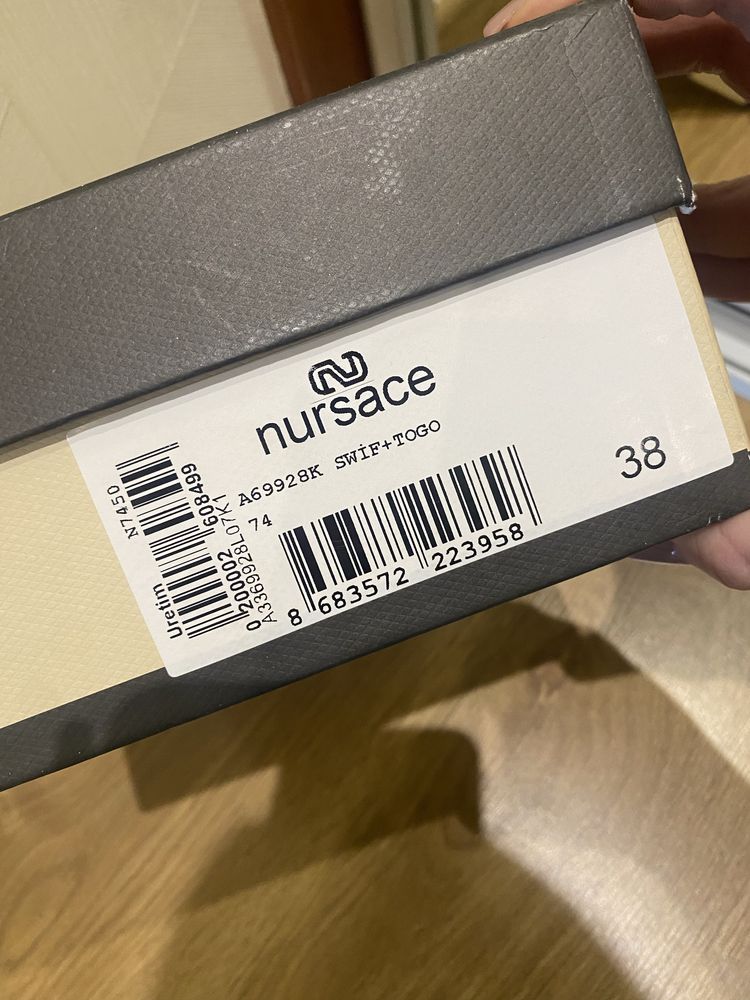 nursace
A69928K SWİF+TOGO
74
38
8 683572 223958
N7450
Uretim
0 200002 608499
A3369928L07K1